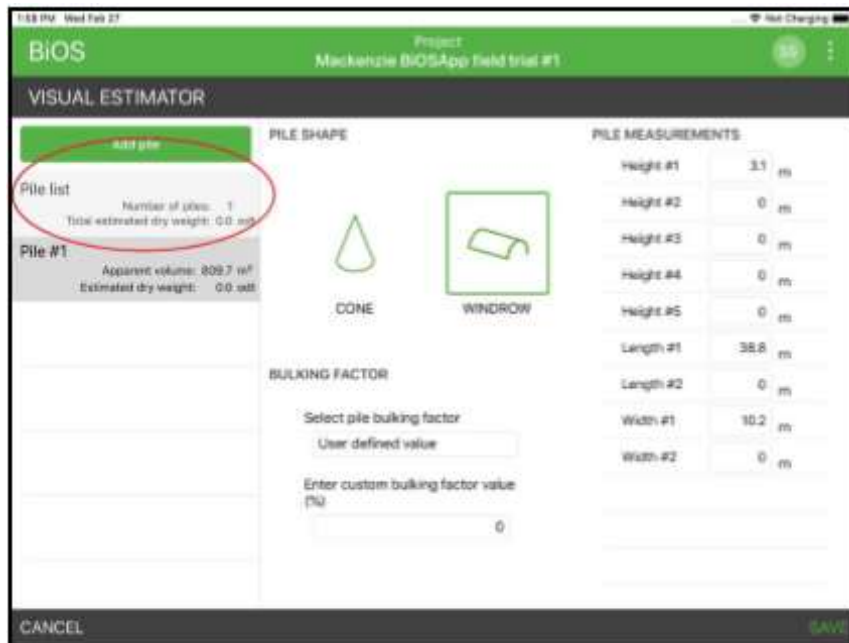 1:58 PM Wed Feb 27
Not Charging
BiOS
Project
Mackenzie BiOSApp field trial #1
SS
VISUAL ESTIMATOR
Add pile
Pile list
Number of piles: 1
Total estimated dry weight: 0.0 odt
Pile #1
Apparent volume: 809.7 m³
Estimated dry weight: 0.0 odt
PILE SHAPE
CONE
WINDROW
BULKING FACTOR
Select pile bulking factor
User defined value
Enter custom bulking factor value
(%)
0
PILE MEASUREMENTS
Height #1 3.1 m
Height #2 0 m
Height #3 0 m
Height #4 0 m
Height #5 0 m
Length #1 38.8 m
Length #2 0 m
Width #1 10.2 m
Width #2 0 m
CANCEL
SAVE